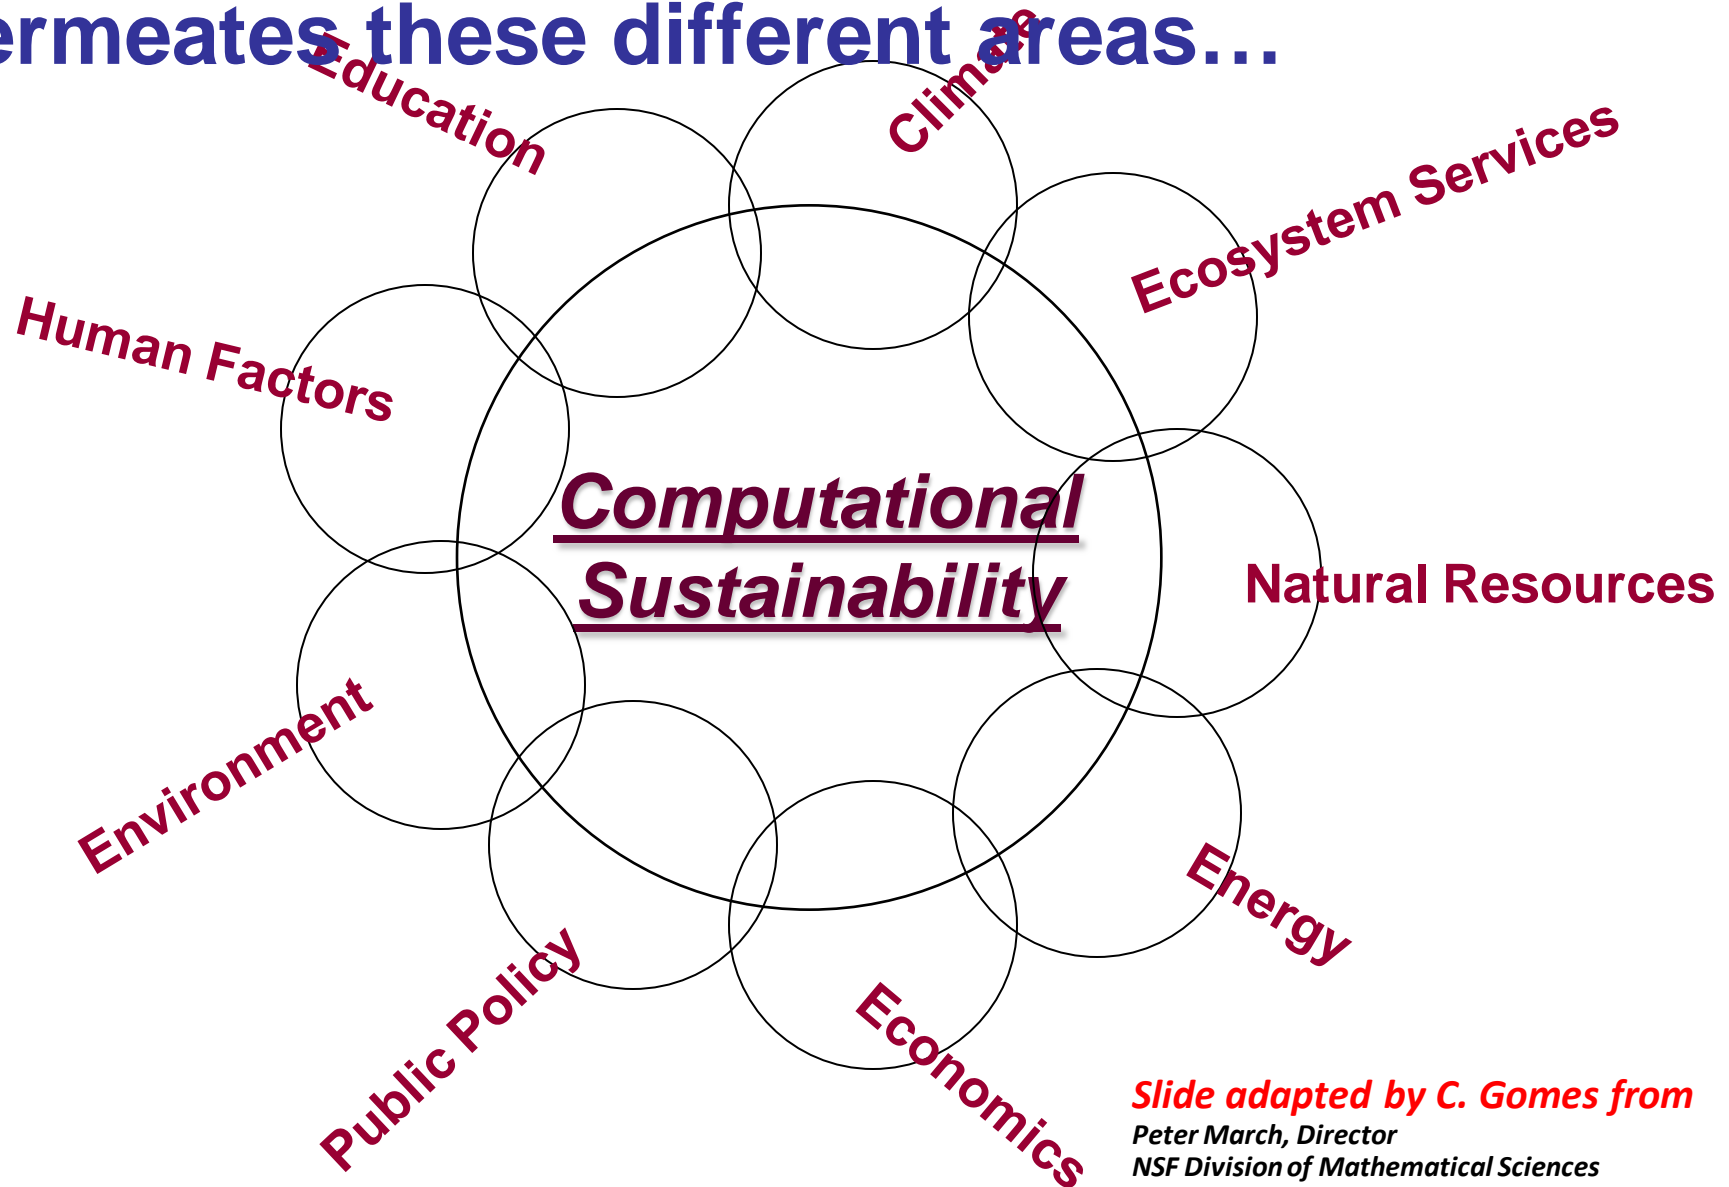 ermeates these different areas…
Education
Climate
Ecosystem Services
Human Factors
Computational
Sustainability
Natural Resources
Environment
Energy
Public Policy
Economics
Slide adapted by C. Gomes from
Peter March, Director
NSF Division of Mathematical Sciences